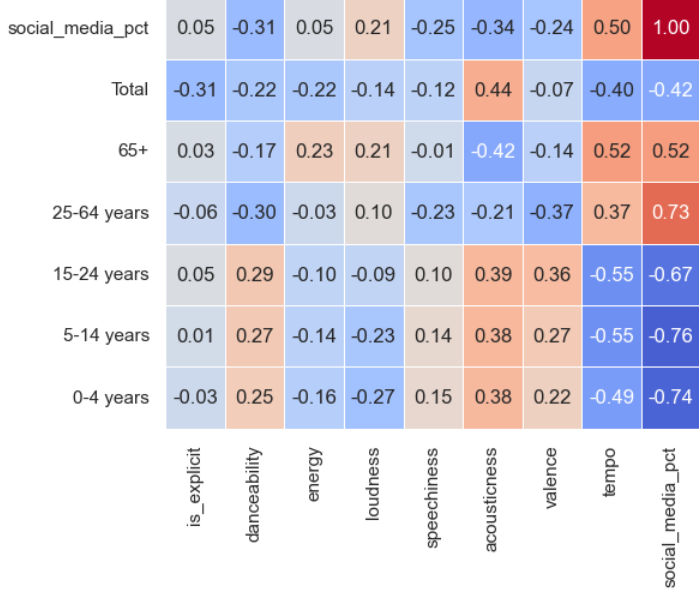 social_media_pct 0.05 -0.31 0.05 0.21 -0.25 -0.34 -0.24 0.50 1.00
Total -0.31 -0.22 -0.22 -0.14 -0.12 0.44 -0.07 -0.40 -0.42
65+ 0.03 -0.17 0.23 0.21 -0.01 -0.42 -0.14 0.52 0.52
25-64 years -0.06 -0.30 -0.03 0.10 -0.23 -0.21 -0.37 0.37 0.73
15-24 years 0.05 0.29 -0.10 -0.09 0.10 0.39 0.36 -0.55 -0.67
5-14 years 0.01 0.27 -0.14 -0.23 0.14 0.38 0.27 -0.55 -0.76
0-4 years -0.03 0.25 -0.16 -0.27 0.15 0.38 0.22 -0.49 -0.74
is_explicit
danceability
energy
loudness
speechiness
acousticness
valence
tempo
social_media_pct